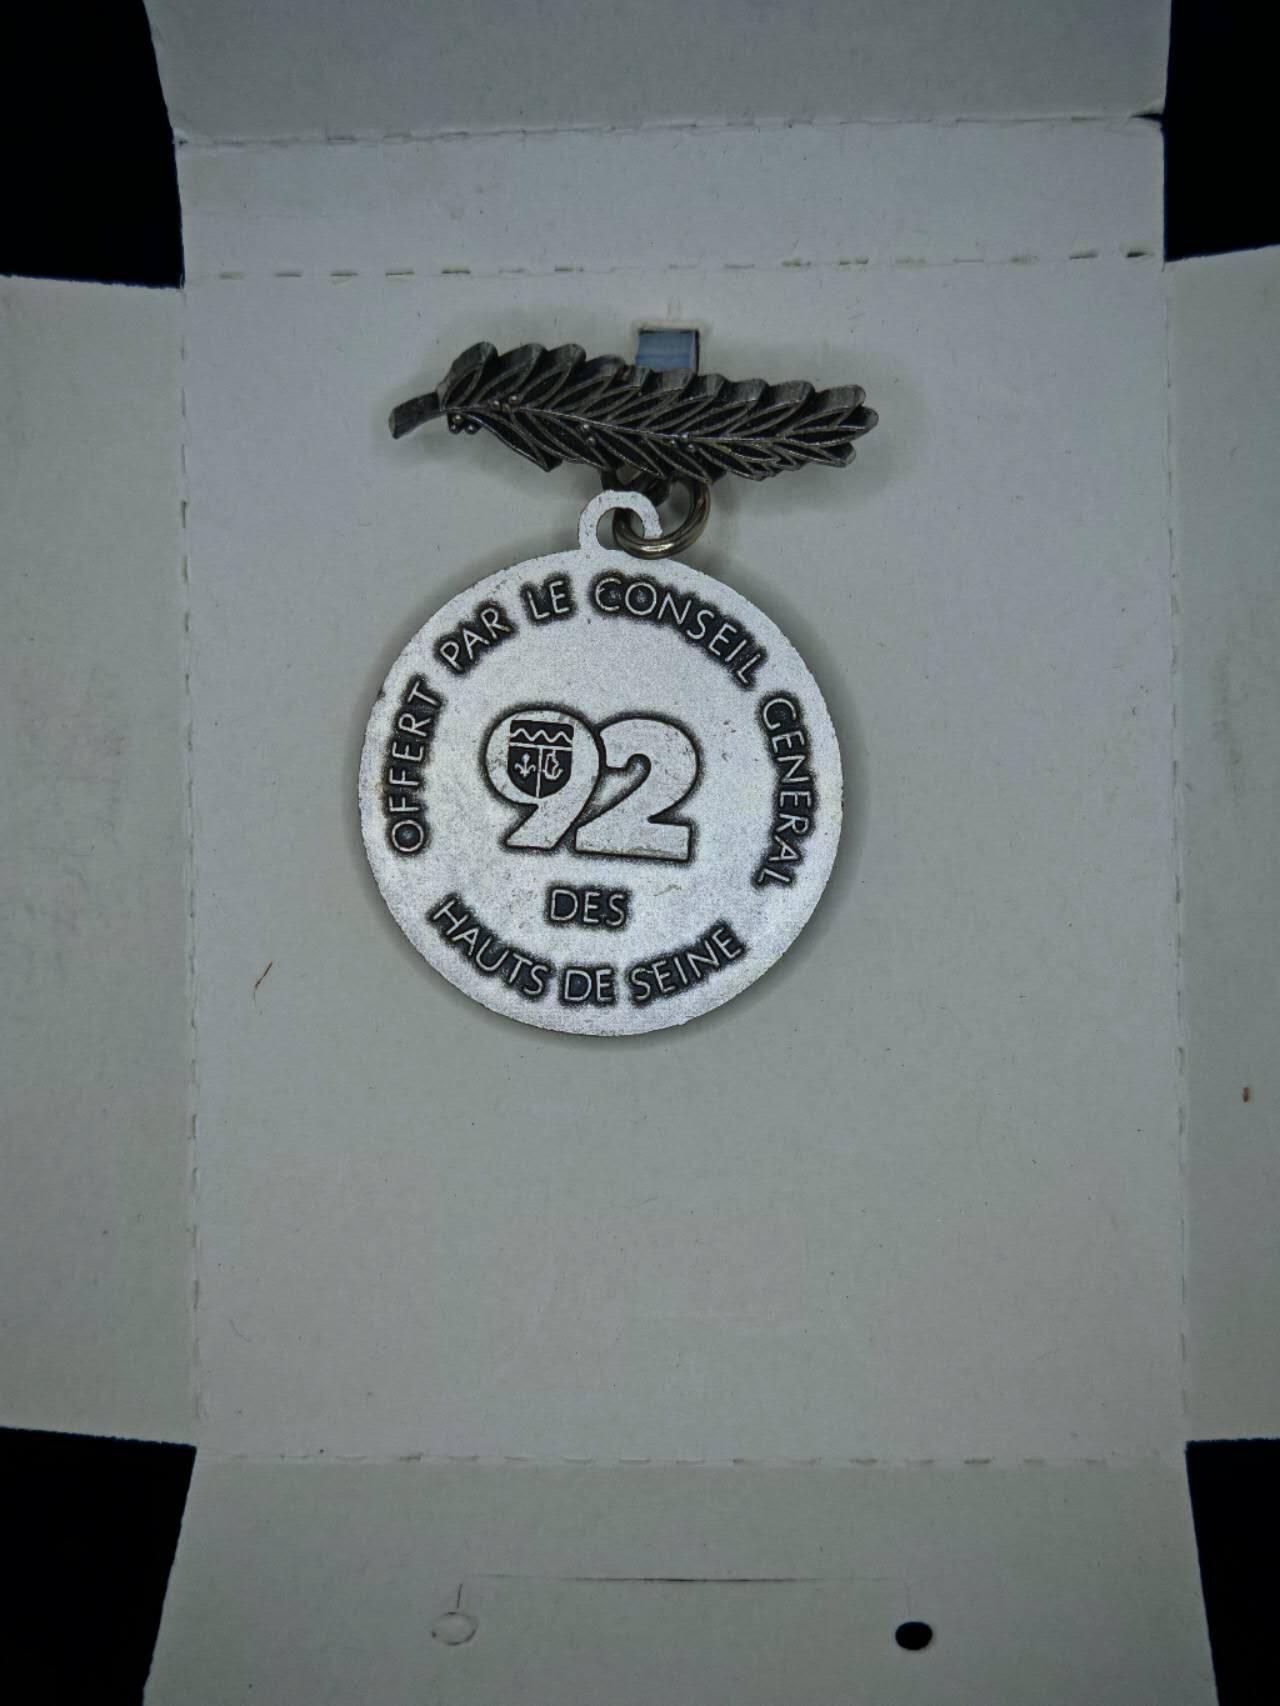 OFFERT PAR LE CONSEIL GENERAL
92
DES
HAUTS DE SEINE